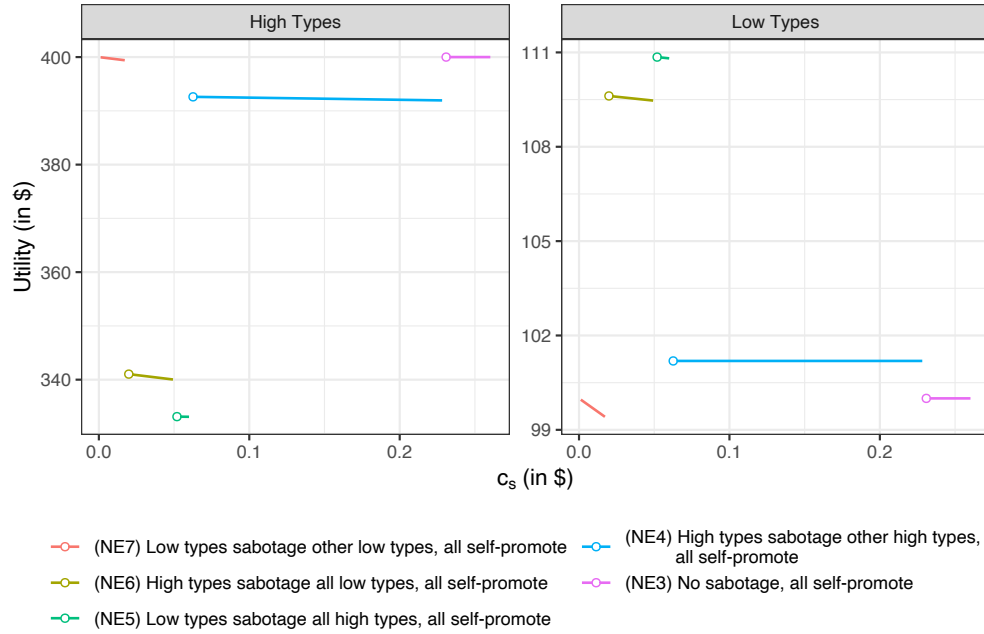 High Types
Low Types
400
380
360
340
111
108
105
102
99
Utility (in $)
0.0
0.1
0.2
0.0
0.1
0.2
cs (in $)
(NE7) Low types sabotage other low types, all self-promote
(NE6) High types sabotage all low types, all self-promote
(NE5) Low types sabotage all high types, all self-promote
(NE4) High types sabotage other high types,
all self-promote
(NE3) No sabotage, all self-promote